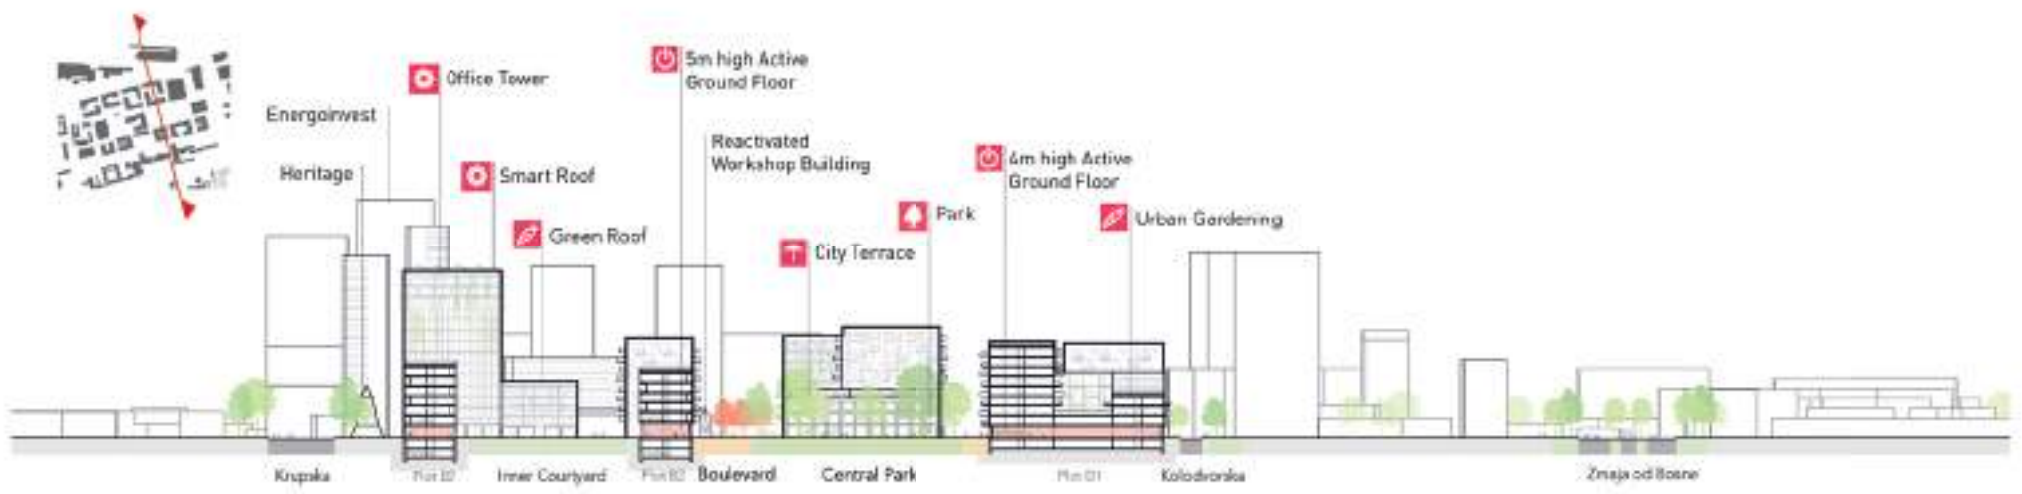 Office Tower
5m high Active
Ground Floor
Energoinvest
Reactivated
Workshop Building
Heritage
Smart Roof
4m high Active
Ground Floor
Park
Urban Gardening
Green Roof
City Terrace
Krupska
Inner Courtyard
Boulevard
Central Park
Kolodvorska
Zmaja od Bosne